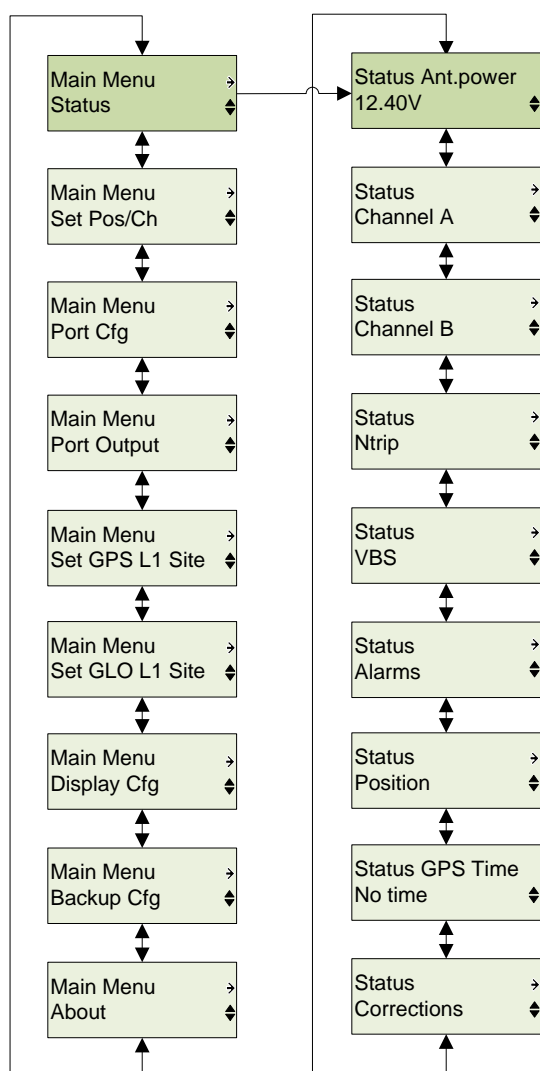 Main Menu
Status
Main Menu
Set Pos/Ch
Main Menu
Port Cfg
Main Menu
Port Output
Main Menu
Set GPS L1 Site
Main Menu
Set GLO L1 Site
Main Menu
Display Cfg
Main Menu
Backup Cfg
Main Menu
About
Status Ant.power
12.40V
Status
Channel A
Status
Channel B
Status
Ntrip
Status
VBS
Status
Alarms
Status
Position
Status GPS Time
No time
Status
Corrections